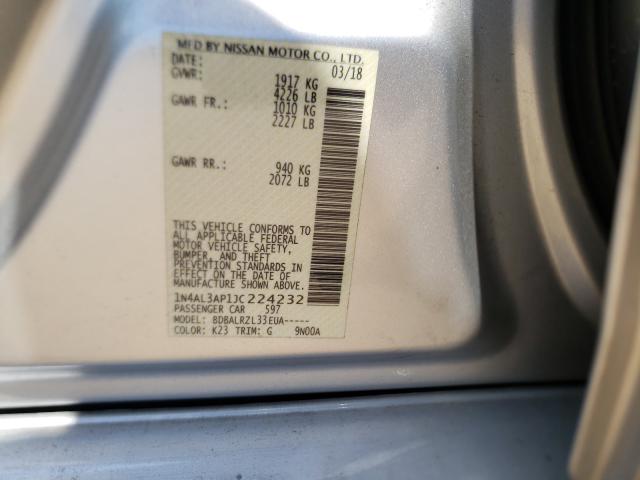 MFD BY NISSAN MOTOR CO., LTD.
DATE: 03/18
GVWR: 1917 KG
4226 LB
GAWR FR.: 1010 KG
2227 LB
GAWR RR.: 940 KG
2072 LB
THIS VEHICLE CONFORMS TO
ALL APPLICABLE FEDERAL
MOTOR VEHICLE SAFETY,
BUMPER, AND THEFT
PREVENTION STANDARDS IN
EFFECT ON THE DATE OF
MANUFACTURE SHOWN ABOVE.
1N4AL3AP1JC224232
PASSENGER CAR 597
MODEL: BDBALRZL33EUA-----
COLOR: K23 TRIM: G 9N00A